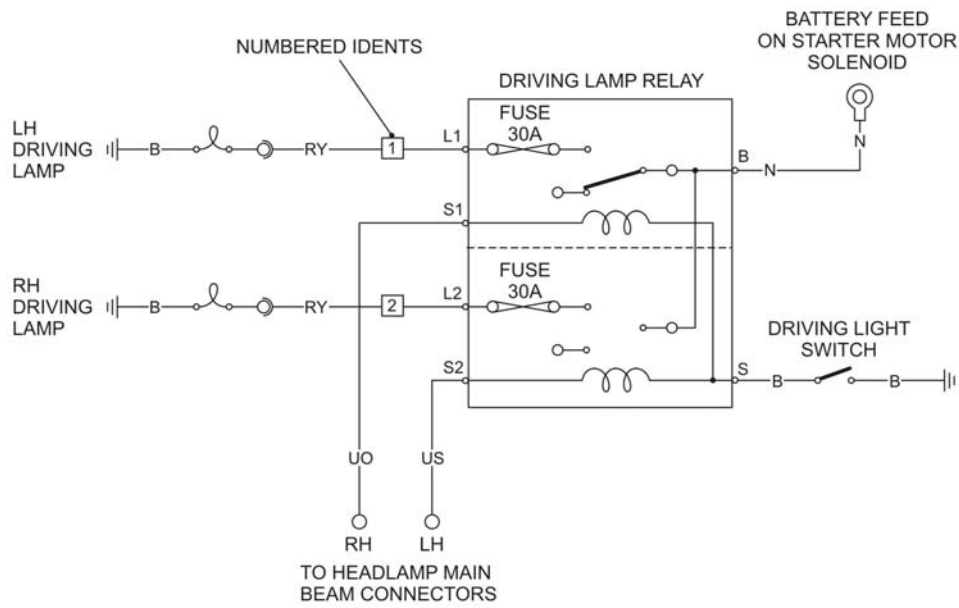 BATTERY FEED
ON STARTER MOTOR
SOLENOID
NUMBERED IDENTS
DRIVING LAMP RELAY
LH
DRIVING
LAMP
B
RY
1
L1
FUSE
30A
B
N
N
S1
RH
DRIVING
LAMP
B
RY
2
L2
FUSE
30A
DRIVING LIGHT
SWITCH
S2
S
B
B
UO
US
RH
LH
TO HEADLAMP MAIN
BEAM CONNECTORS